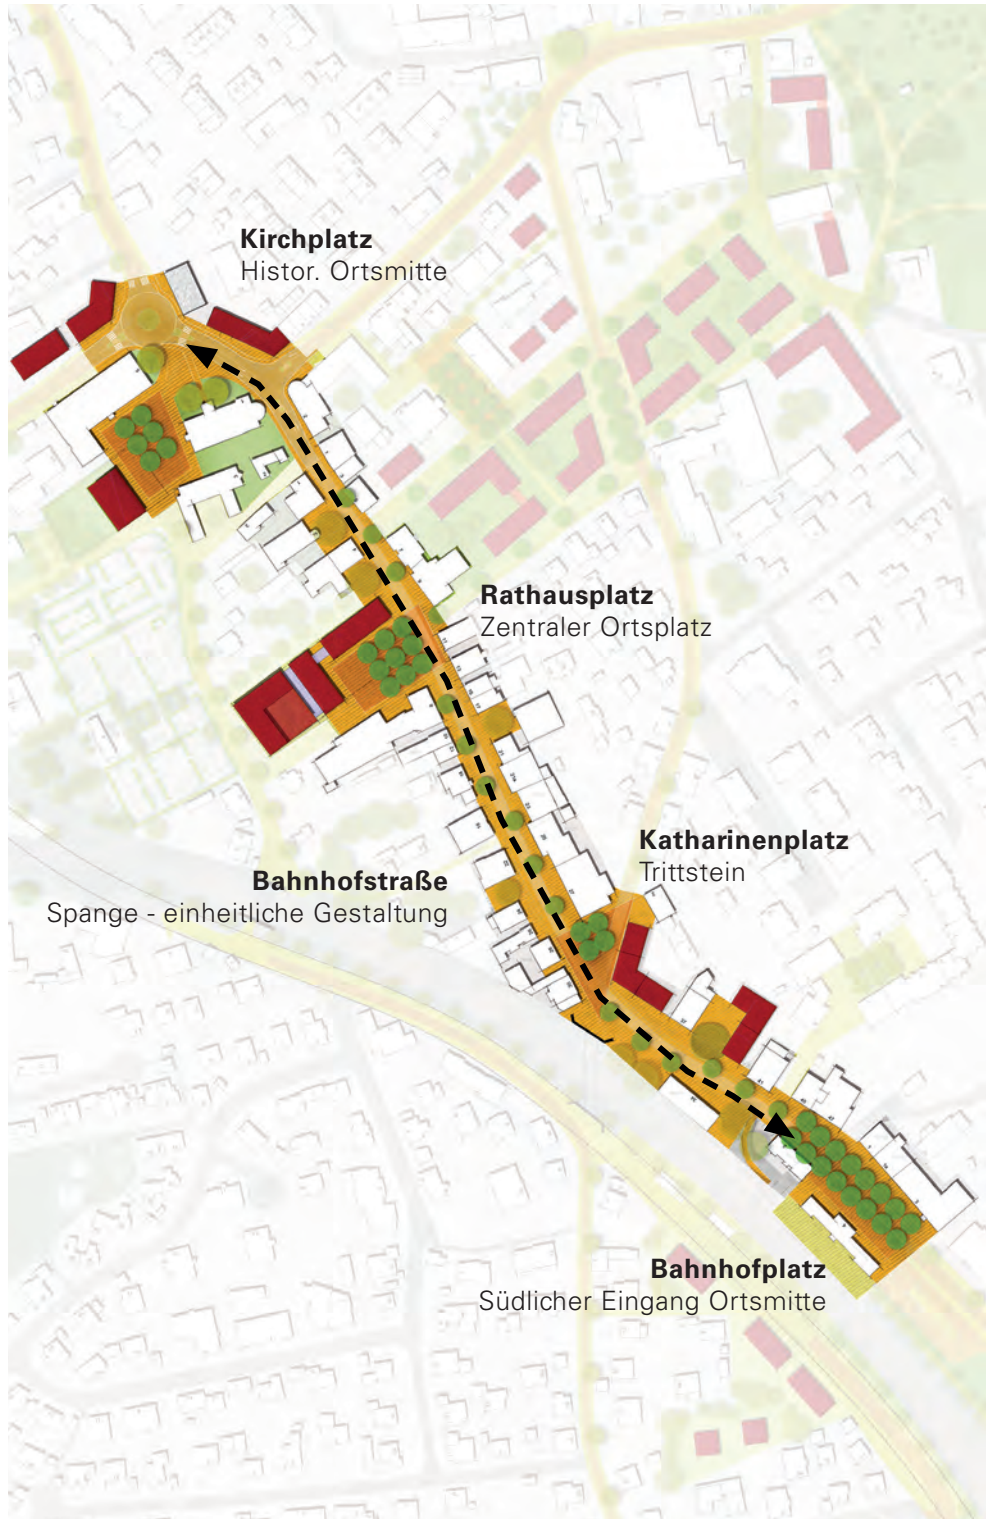 Kirchplatz
Histor. Ortsmitte
Rathausplatz
Zentraler Ortsplatz
Katharinenplatz
Trittstein
Bahnhofstraße
Spange - einheitliche Gestaltung
Bahnhofplatz
Südlicher Eingang Ortsmitte